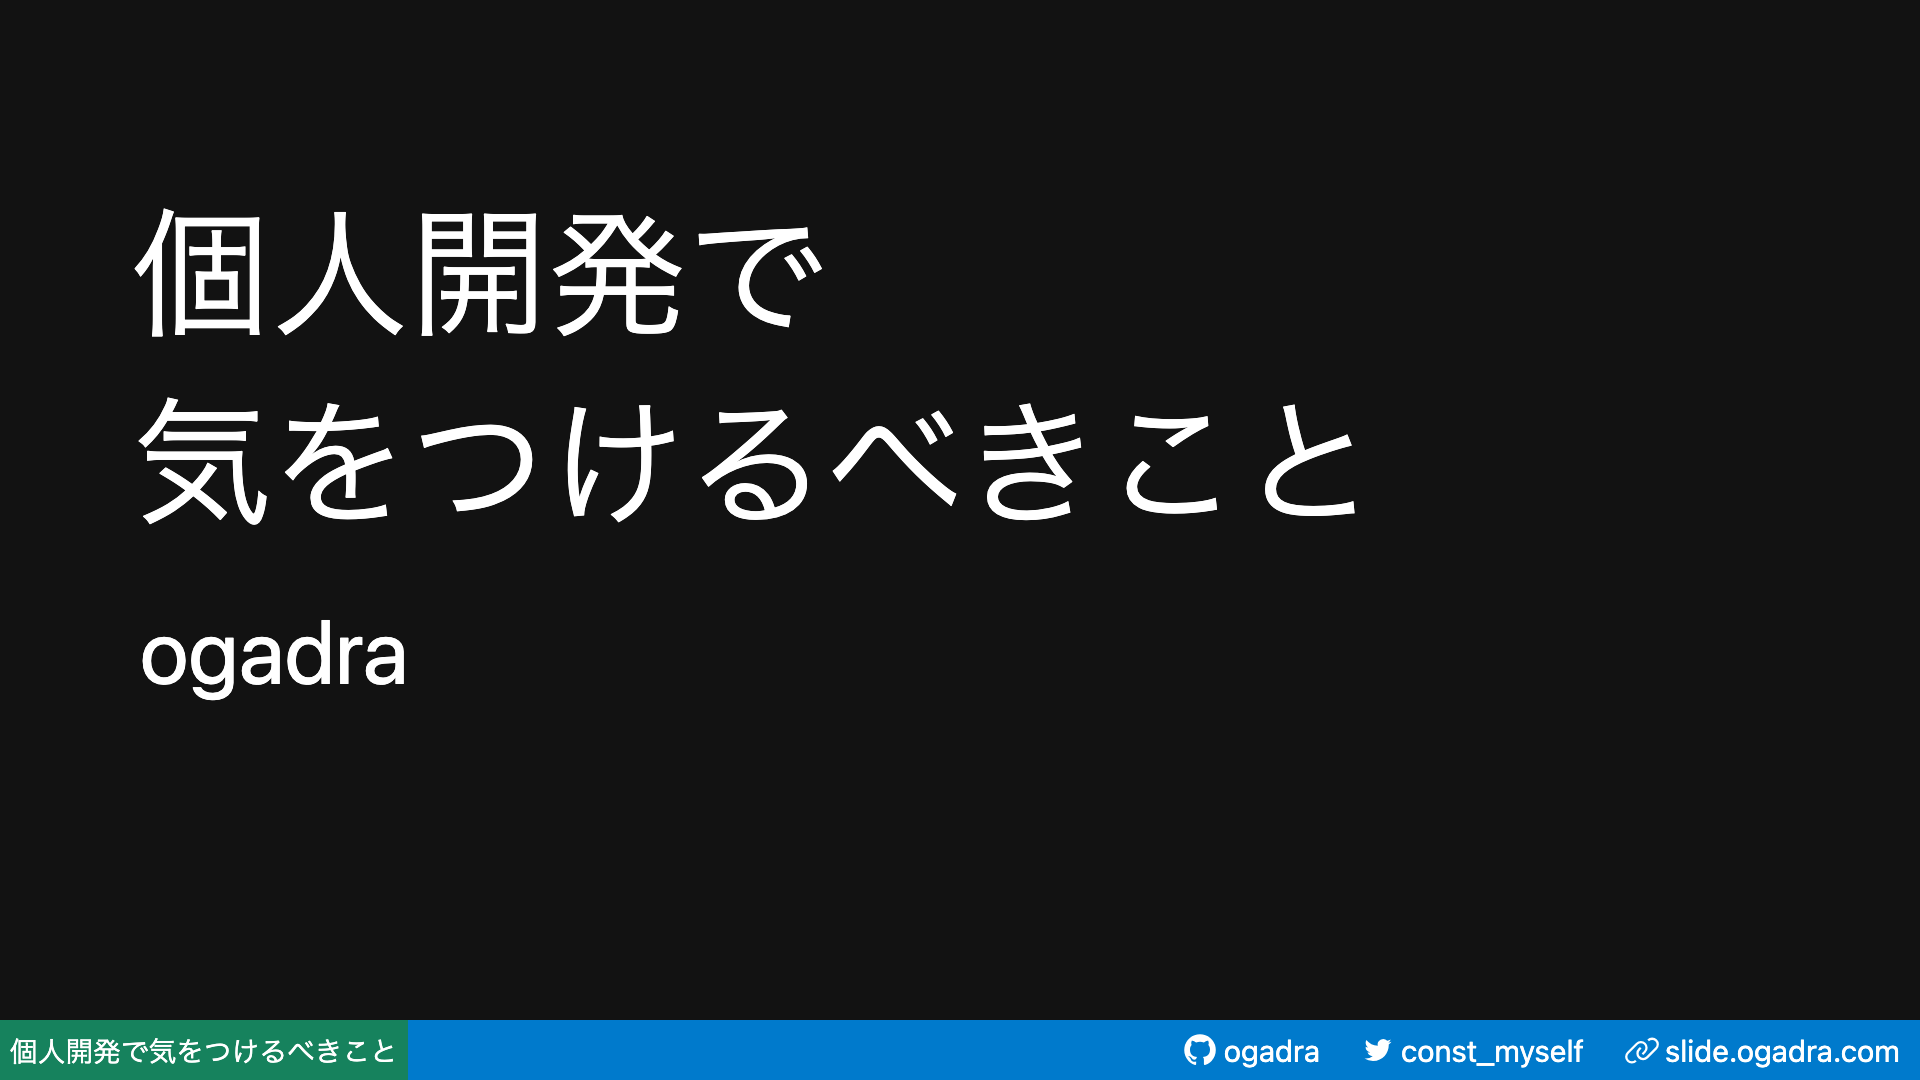 個人開発で
気をつけるべきこと
ogadra
個人開発で気をつけるべきこと
ogadra
const_myself
slide.ogadra.com